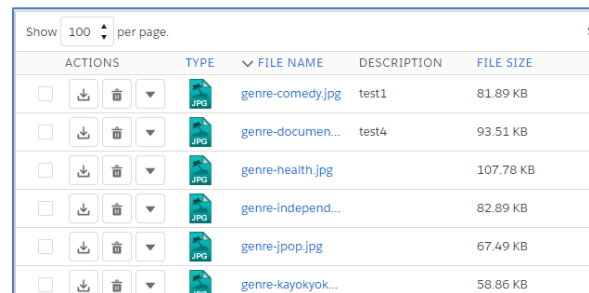 Show 100 per page.
ACTIONS TYPE FILE NAME DESCRIPTION FILE SIZE
JPG genre-comedy.jpg test1 81.89 KB
JPG genre-documen... test4 93.51 KB
JPG genre-health.jpg 107.78 KB
JPG genre-independ... 82.89 KB
JPG genre-jpop.jpg 67.49 KB
JPG genre-kayokyok... 58.86 KB